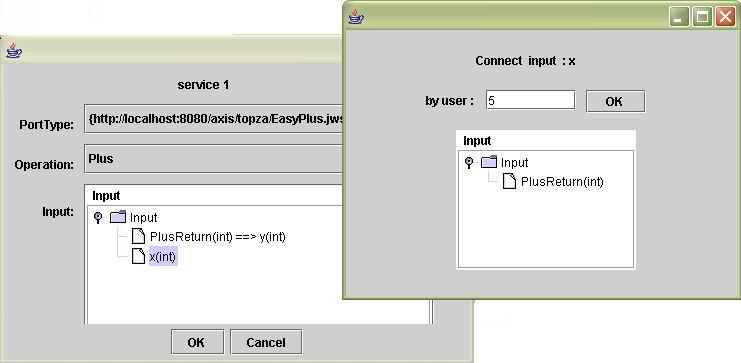 service 1
PortType:
{http://localhost:8080/axis/topza/EasyPlus.jws
Operation:
Plus
Input:
Input
Input
PlusReturn(int) ==> y(int)
x(int)
OK
Cancel
Connect input : x
by user :
5
OK
Input
Input
PlusReturn(int)